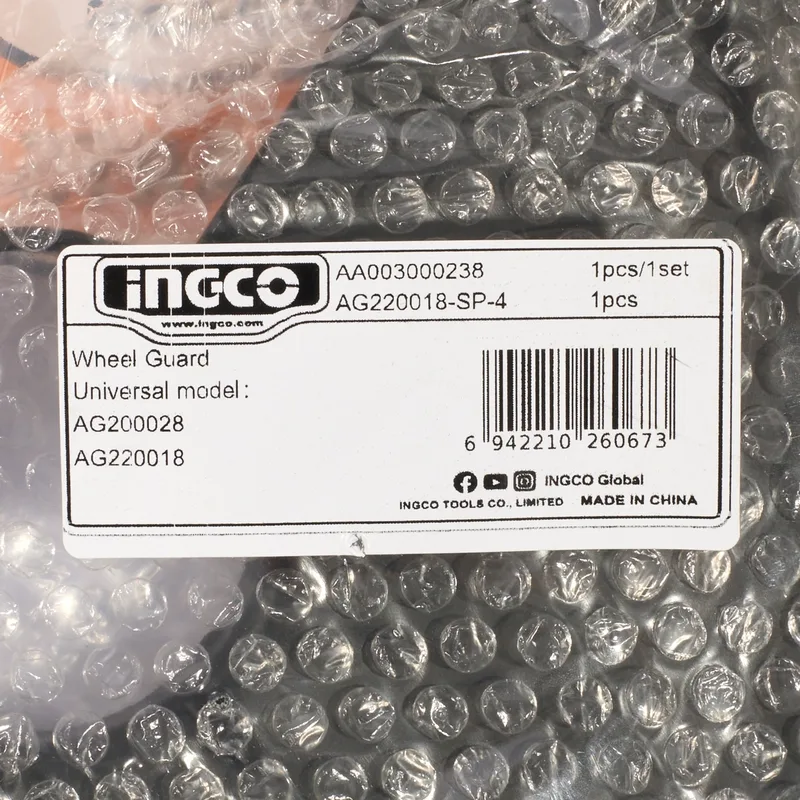 INGCO
www.ingco.com
AA003000238 1pcs/1set
AG220018-SP-4 1pcs
Wheel Guard
Universal model:
AG200028
AG220018
6 942210 260673
INGCO Global
INGCO TOOLS CO., LIMITED MADE IN CHINA